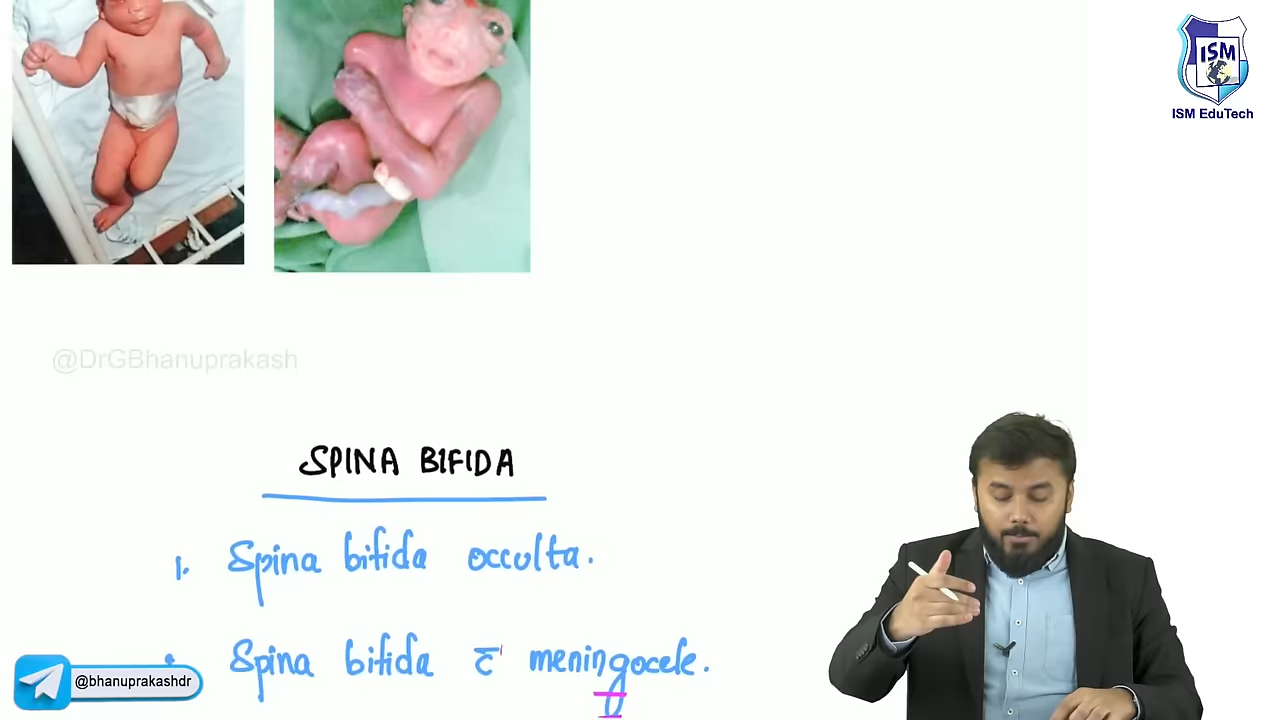 ISM
ISM EduTech
@DrGBhanuprakash
SPINA BIFIDA
1. Spina bifida occulta.
Spina bifida c̅ meningocele.
@bhanuprakashdr